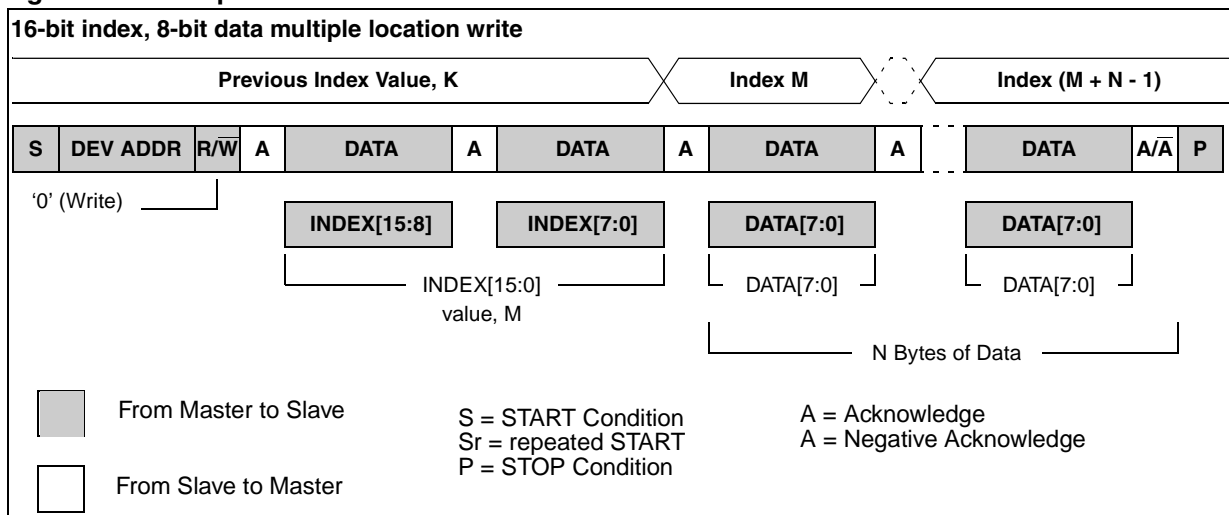 16-bit index, 8-bit data multiple location write
Previous Index Value, K
Index M
Index (M + N - 1)
S DEV ADDR R/W̅ A DATA A DATA A DATA A DATA A/A̅ P
‘0’ (Write)
INDEX[15:8] INDEX[7:0] DATA[7:0] DATA[7:0]
INDEX[15:0]
value, M
DATA[7:0]
DATA[7:0]
N Bytes of Data
From Master to Slave
From Slave to Master
S = START Condition
Sr = repeated START
P = STOP Condition
A = Acknowledge
A = Negative Acknowledge